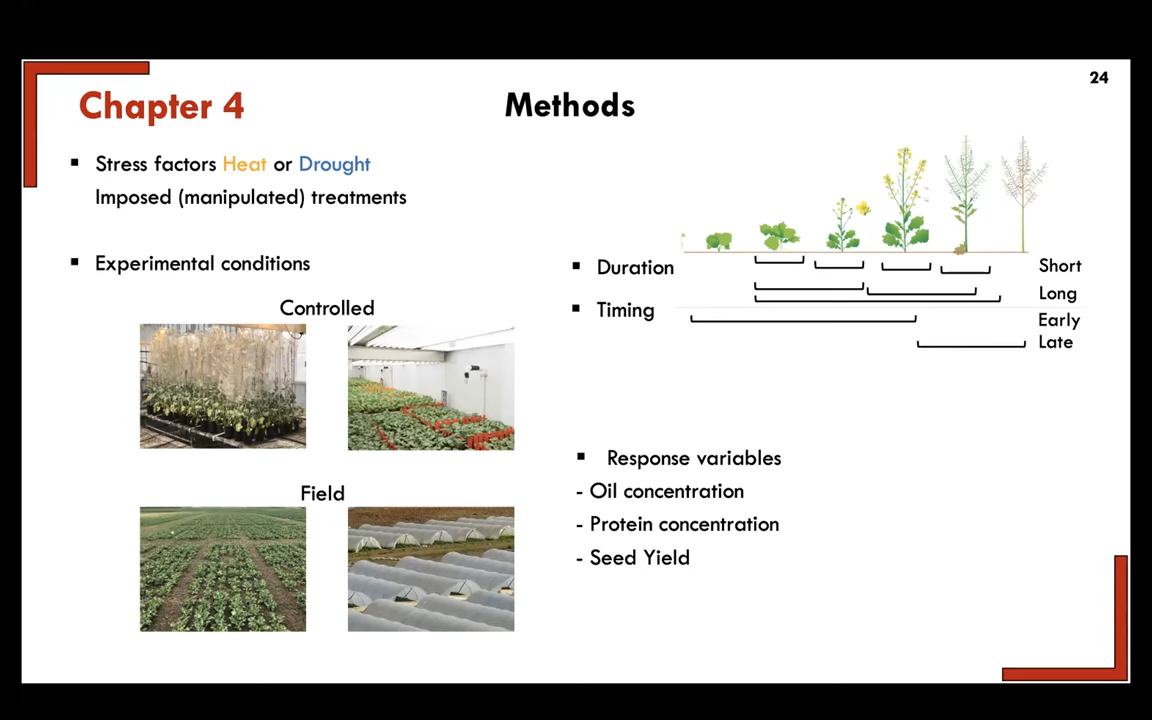 24
Chapter 4
Methods
Stress factors Heat or Drought
Imposed (manipulated) treatments
Experimental conditions
Controlled
Field
Duration
Timing
Short
Long
Early
Late
Response variables
- Oil concentration
- Protein concentration
- Seed Yield